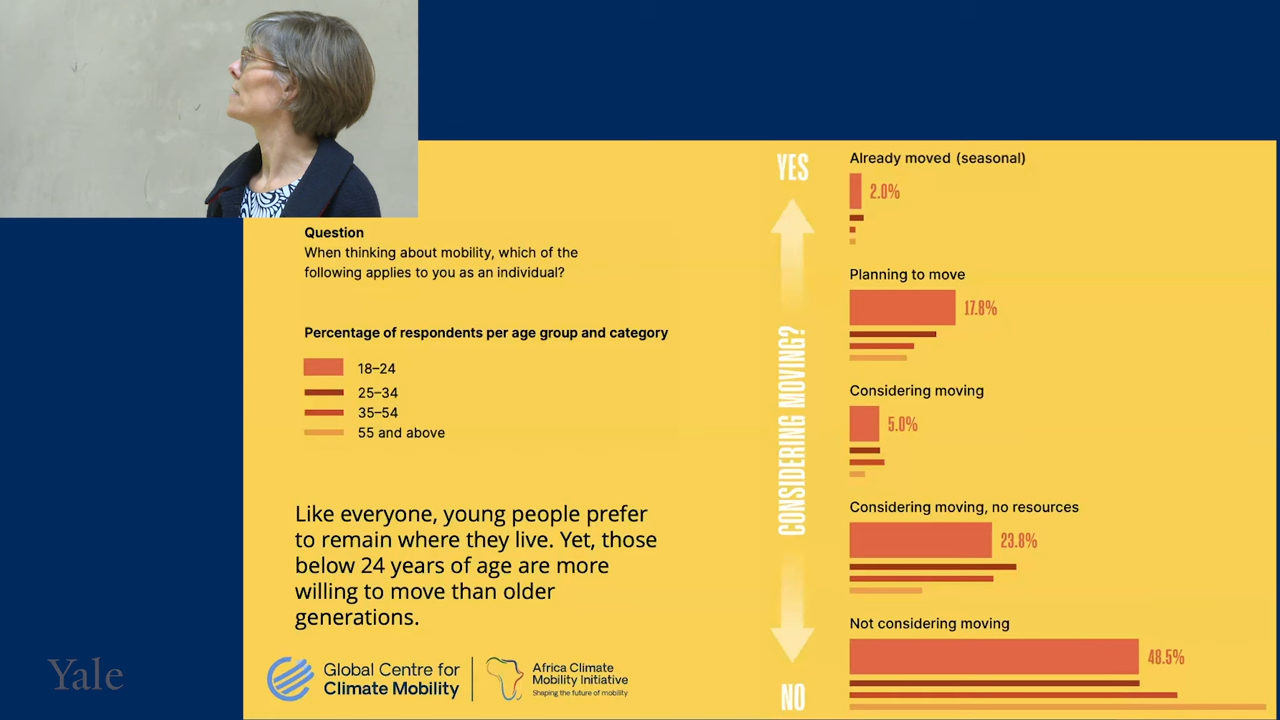 Question
When thinking about mobility, which of the
following applies to you as an individual?
Percentage of respondents per age group and category
18–24
25–34
35–54
55 and above
Like everyone, young people prefer
to remain where they live. Yet, those
below 24 years of age are more
willing to move than older
generations.
Global Centre for
Climate Mobility
Africa Climate
Mobility Initiative
Shaping the future of mobility
Yale
YES
CONSIDERING MOVING?
NO
Already moved (seasonal)
2.0%
Planning to move
17.8%
Considering moving
5.0%
Considering moving, no resources
23.8%
Not considering moving
48.5%